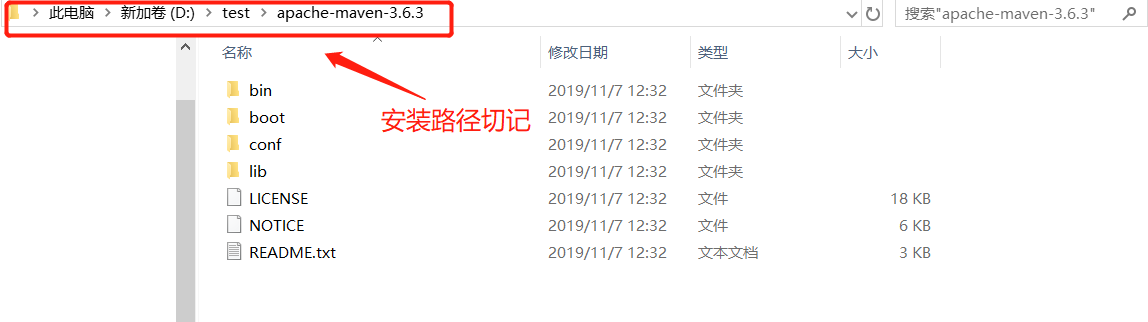 此电脑 > 新加卷 (D:) > test > apache-maven-3.6.3
搜索"apache-maven-3.6.3"
名称 修改日期 类型 大小
bin 2019/11/7 12:32 文件夹
boot 2019/11/7 12:32 文件夹
安装路径切记
conf 2019/11/7 12:32 文件夹
lib 2019/11/7 12:32 文件夹
LICENSE 2019/11/7 12:32 文件 18 KB
NOTICE 2019/11/7 12:32 文件 6 KB
README.txt 2019/11/7 12:32 文本文档 3 KB